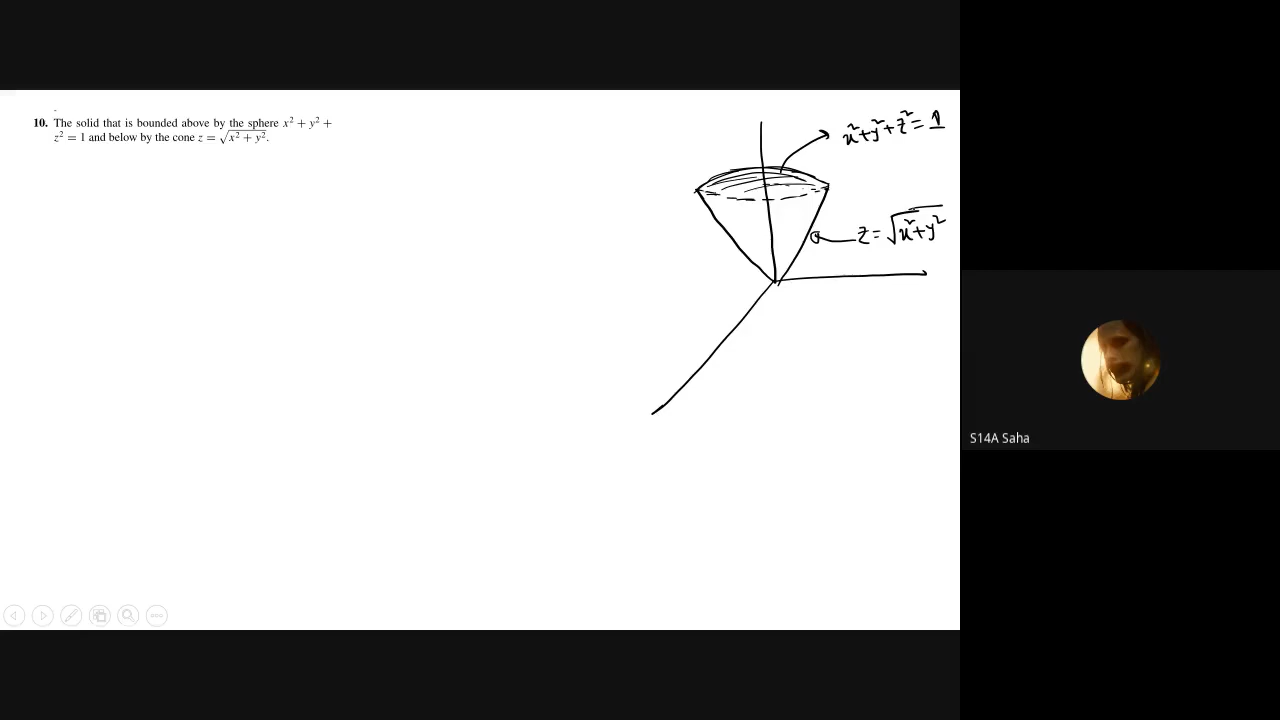 10. The solid that is bounded above by the sphere x² + y² +
z² = 1 and below by the cone z = √(x² + y²).
x²+y²+z²=1
z=√(x²+y²)
S14A Saha